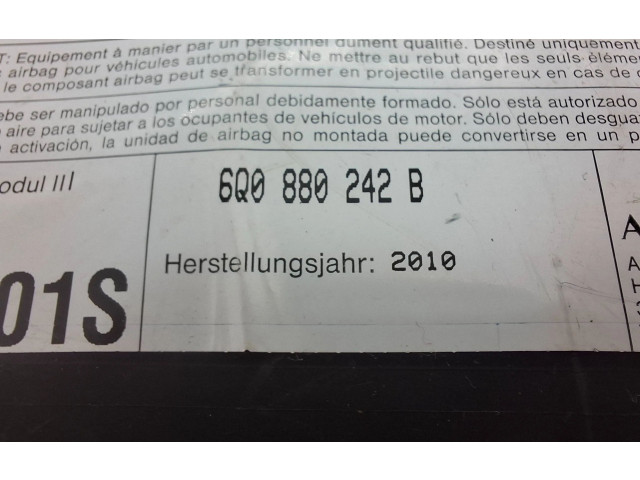 T: Equipement à manier par un personnel dûment qualifié. Destiné uniquement
airbag pour véhicules automobiles. Ne mettre au rebut que les seuls élém
le composant airbag peut se transformer en projectile dangereux en cas de
ebe ser manipulado por personal debidamente formado. Sólo está autorizado
aire para sujetar a los ocupantes de vehículos de motor. Sólo deben desgua
activación, la unidad de airbag no montada puede convertirse en un p
odul III
6Q0 880 242 B
Herstellungsjahr: 2010
01S
A
A
H
3